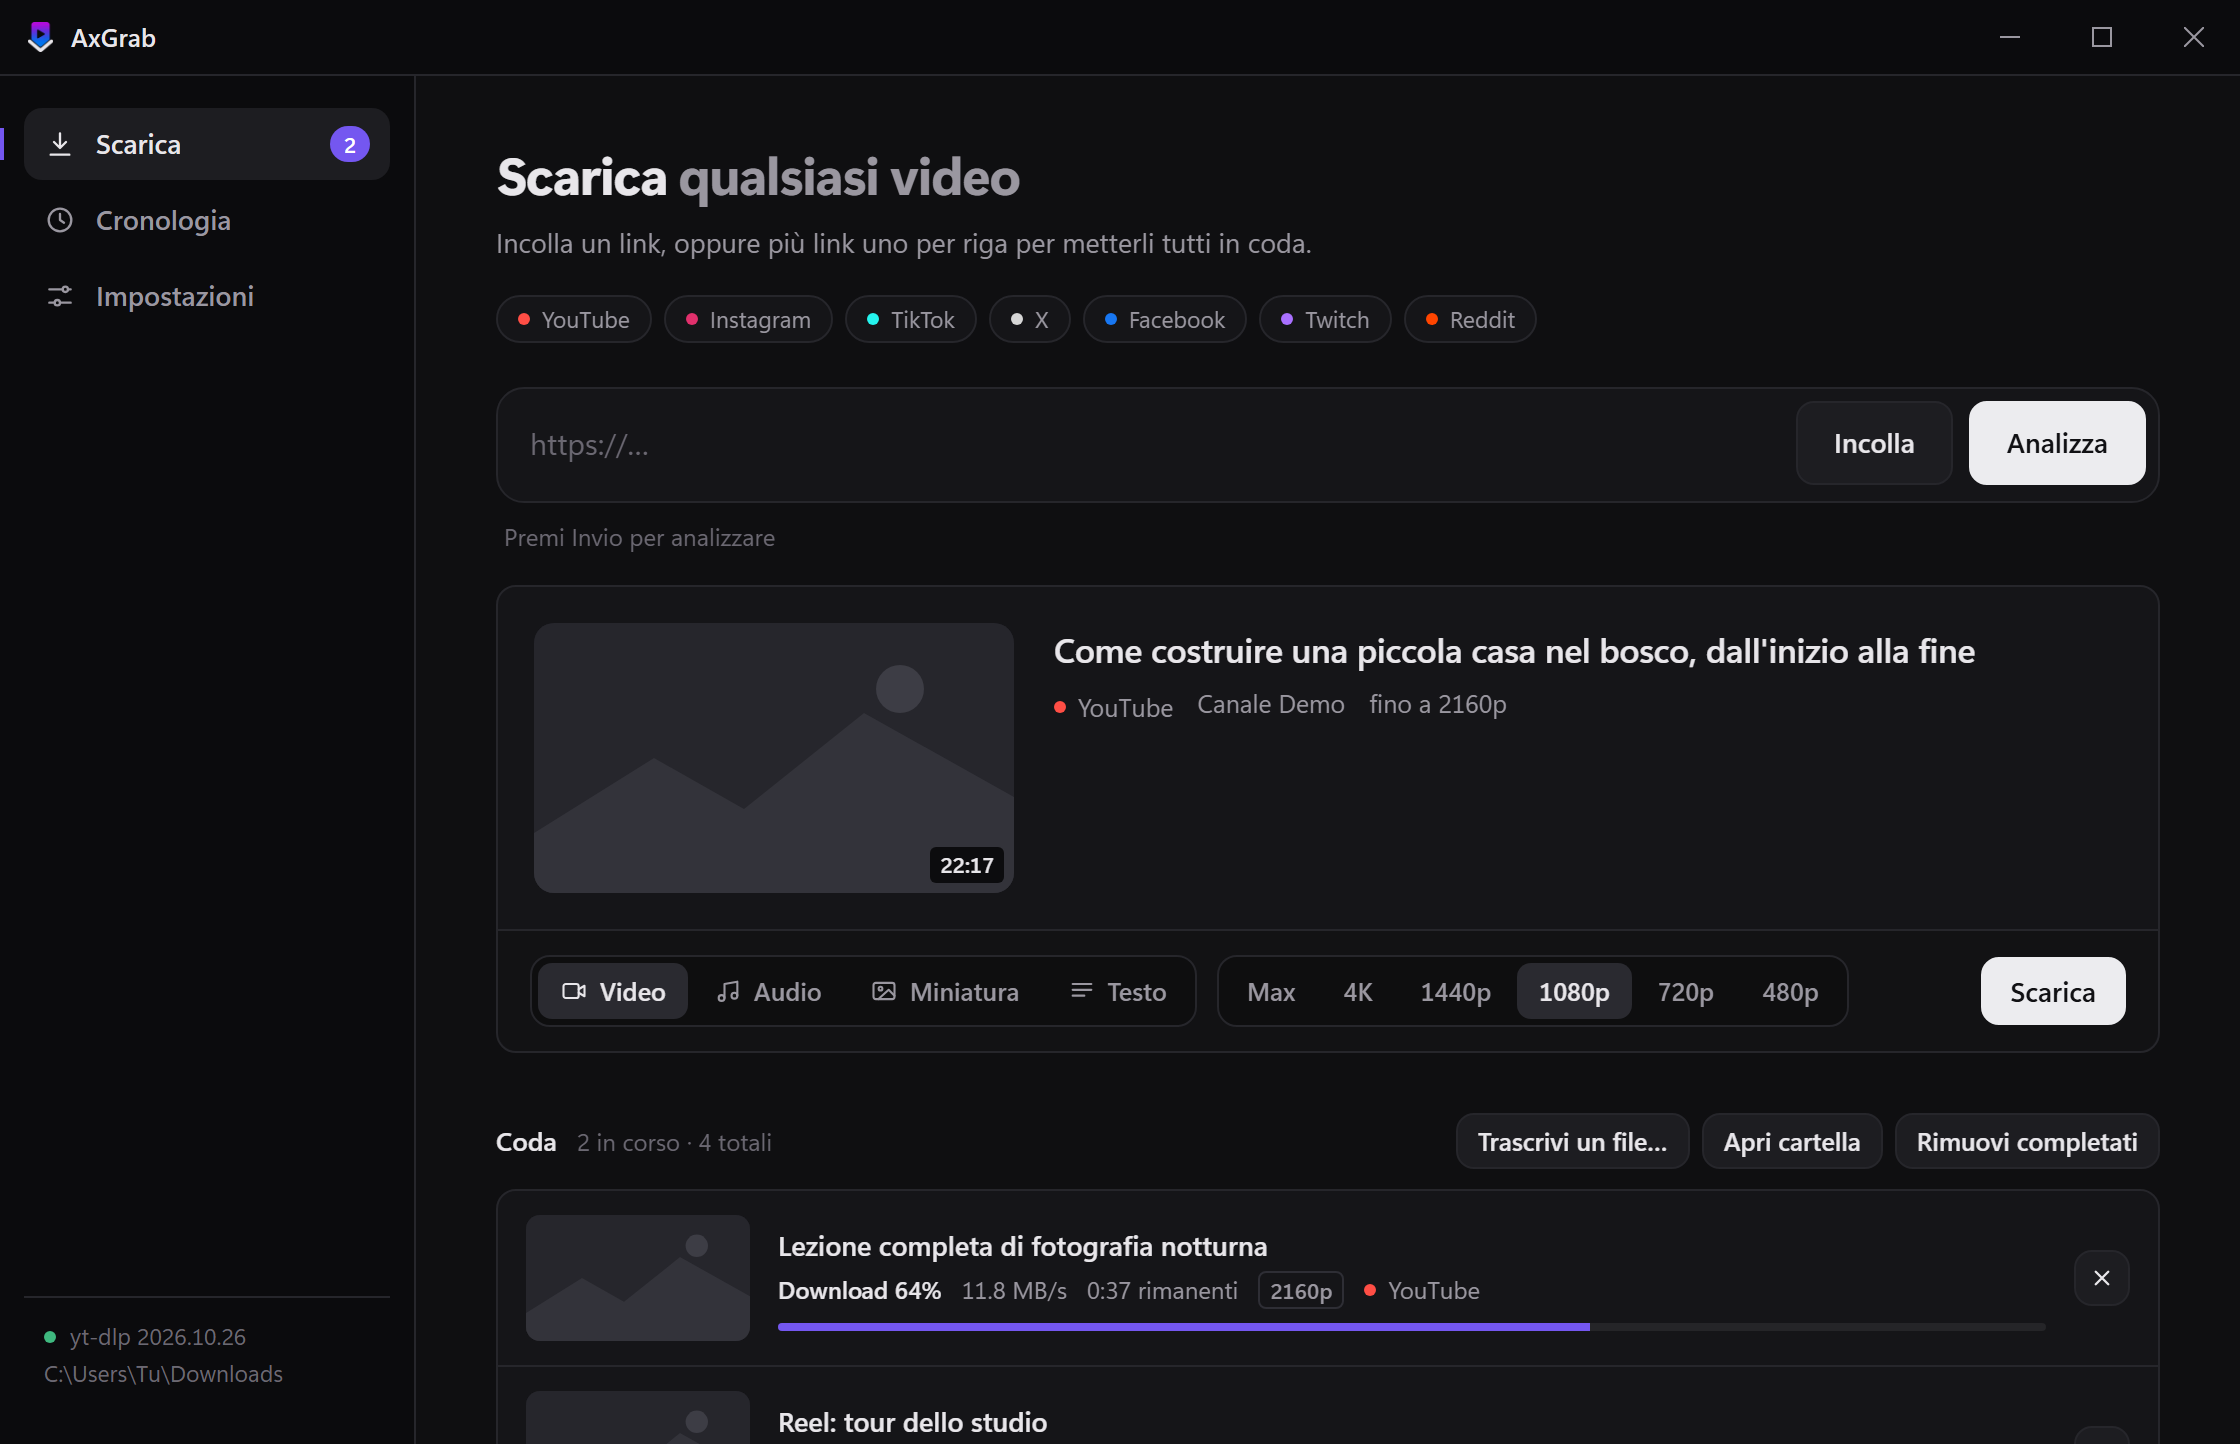 AxGrab
Scarica 2
Cronologia
Impostazioni
yt-dlp 2026.10.26
C:\Users\Tu\Downloads
Scarica qualsiasi video
Incolla un link, oppure più link uno per riga per metterli tutti in coda.
YouTube Instagram TikTok X Facebook Twitch Reddit
https://... Incolla Analizza
Premi Invio per analizzare
22:17
Come costruire una piccola casa nel bosco, dall'inizio alla fine
YouTube Canale Demo fino a 2160p
Video Audio Miniatura Testo Max 4K 1440p 1080p 720p 480p Scarica
Coda 2 in corso · 4 totali Trascrivi un file... Apri cartella Rimuovi completati
Lezione completa di fotografia notturna
Download 64% 11.8 MB/s 0:37 rimanenti 2160p YouTube
Reel: tour dello studio